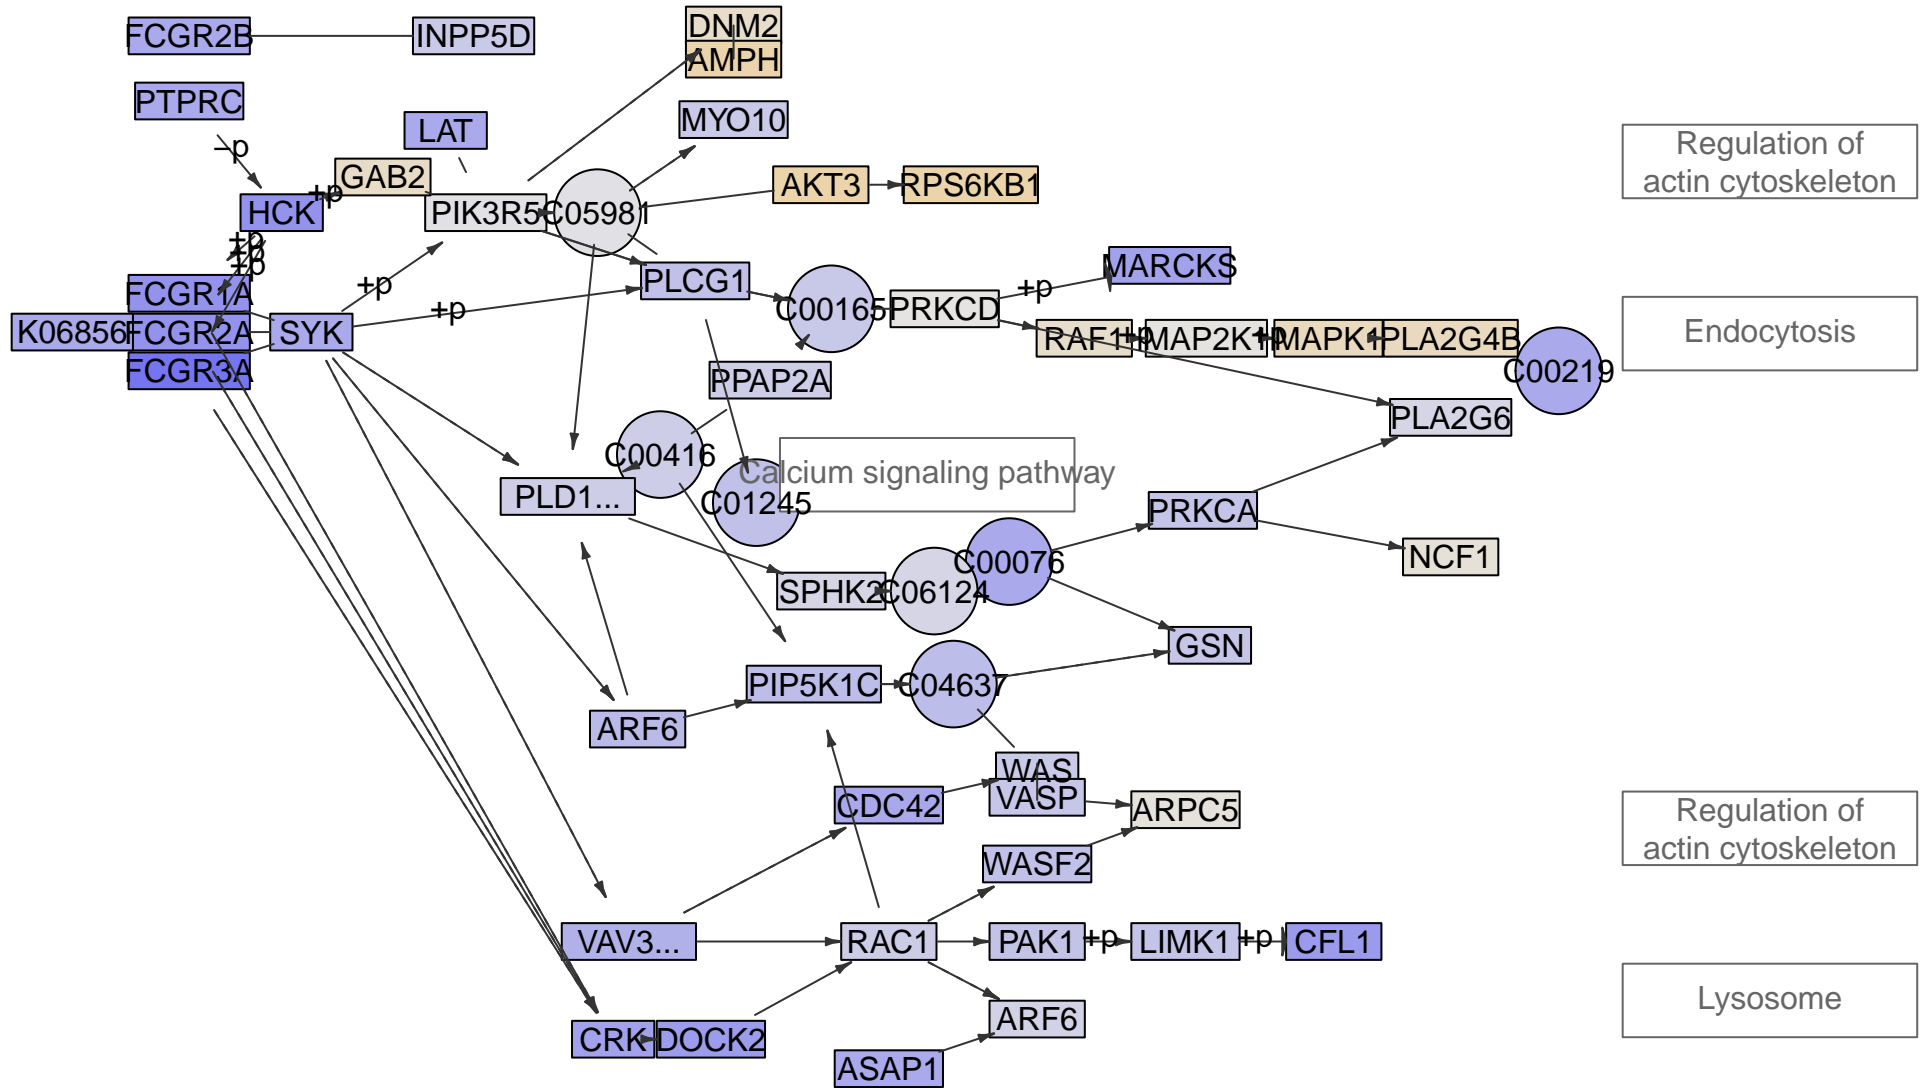 FCGR2B
INPP5D
DNM2
AMPH
PTPRC
LAT
MYO10
Regulation of
actin cytoskeleton
–p
GAB2
+p
HCK
PIK3R5
C05981
AKT3
RPS6KB1
+p
+p
+p
FCGR1A
+p
PLCG1
MARCKS
+p
K06856
FCGR2A
SYK
+p
C00165
PRKCD
RAF1
+p
MAP2K1
+p
MAPK1
PLA2G4B
Endocytosis
FCGR3A
PPAP2A
C00219
PLA2G6
C00416
Calcium signaling pathway
PLD1...
C01245
PRKCA
NCF1
C00076
SPHK2
C06124
GSN
PIP5K1C
C04637
ARF6
WAS
VASP
CDC42
ARPC5
Regulation of
actin cytoskeleton
WASF2
VAV3...
RAC1
PAK1
+p
LIMK1
+p
CFL1
Lysosome
ARF6
CRK
DOCK2
ASAP1